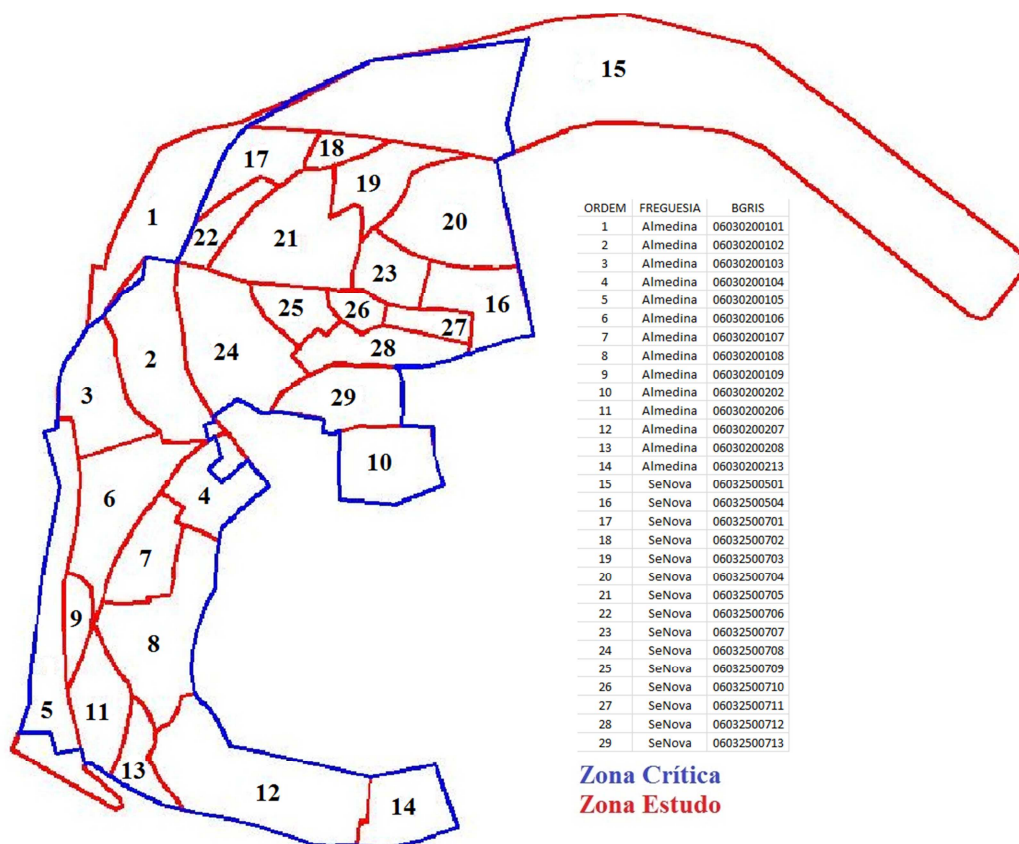 15
18
17
19
1
20
22
21
23
16
25
26
27
28
24
2
29
3
10
6
4
7
9
8
5
11
13
12
14
ORDEM FREGUESIA BGRIS
1 Almedina 06030200101
2 Almedina 06030200102
3 Almedina 06030200103
4 Almedina 06030200104
5 Almedina 06030200105
6 Almedina 06030200106
7 Almedina 06030200107
8 Almedina 06030200108
9 Almedina 06030200109
10 Almedina 06030200202
11 Almedina 06030200206
12 Almedina 06030200207
13 Almedina 06030200208
14 Almedina 06030200213
15 SeNova 06032500501
16 SeNova 06032500504
17 SeNova 06032500701
18 SeNova 06032500702
19 SeNova 06032500703
20 SeNova 06032500704
21 SeNova 06032500705
22 SeNova 06032500706
23 SeNova 06032500707
24 SeNova 06032500708
25 SeNova 06032500709
26 SeNova 06032500710
27 SeNova 06032500711
28 SeNova 06032500712
29 SeNova 06032500713
Zona Crítica
Zona Estudo